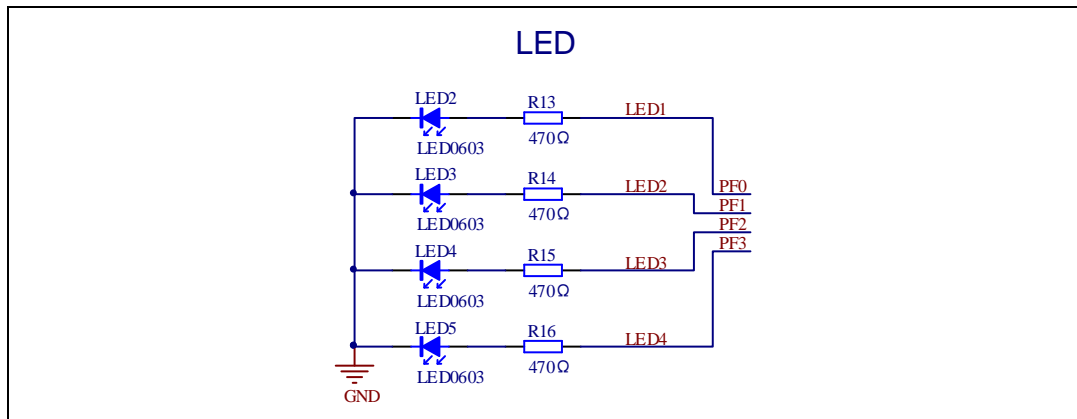 LED
LED2
R13
LED1
470Ω
LED0603
LED3
R14
LED2
PF0
470Ω
PF1
LED0603
PF2
LED4
PF3
R15
LED3
470Ω
LED0603
LED5
R16
LED4
470Ω
LED0603
GND